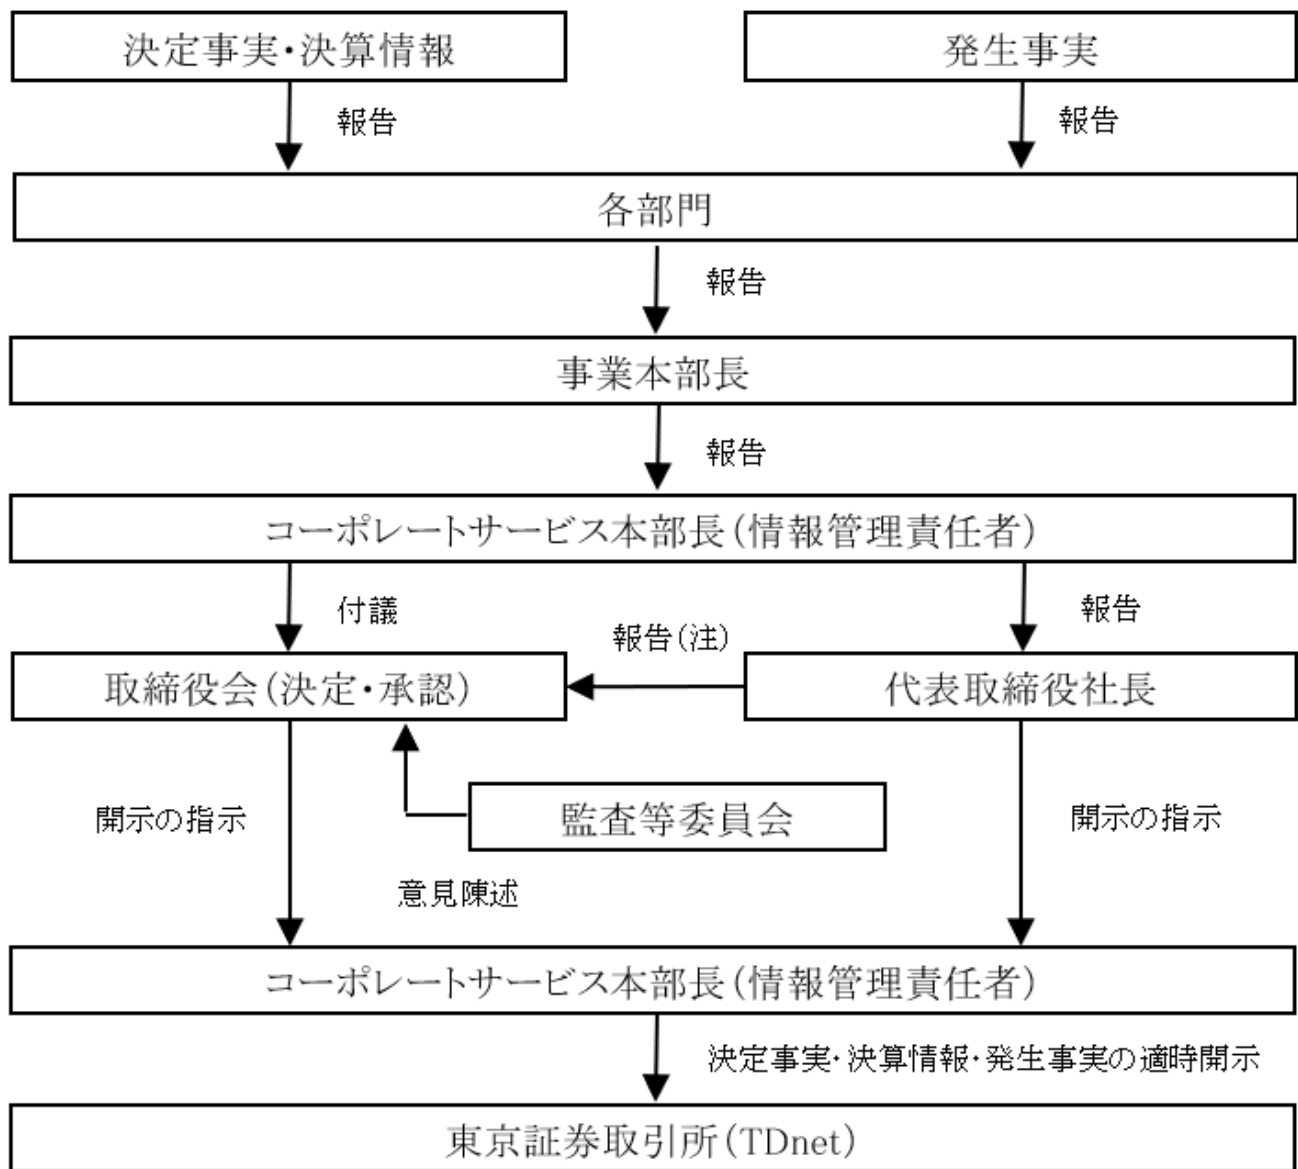 決定事実・決算情報
発生事実
報告
報告
各部門
報告
事業本部長
報告
コーポレートサービス本部長(情報管理責任者)
付議
報告(注)
報告
取締役会(決定・承認)
代表取締役社長
開示の指示
監査等委員会
開示の指示
意見陳述
コーポレートサービス本部長(情報管理責任者)
決定事実・決算情報・発生事実の適時開示
東京証券取引所(TDnet)